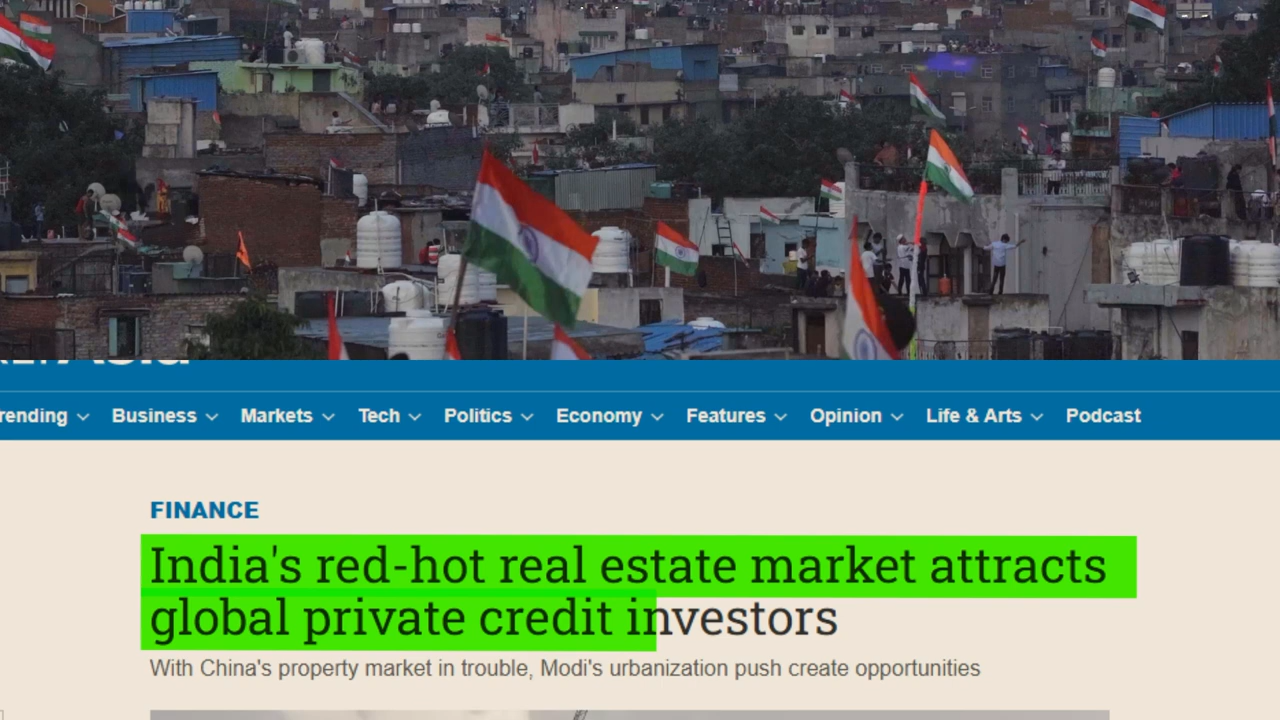 Trending Business Markets Tech Politics Economy Features Opinion Life & Arts Podcast
FINANCE
India's red-hot real estate market attracts
global private credit investors
With China's property market in trouble, Modi's urbanization push create opportunities